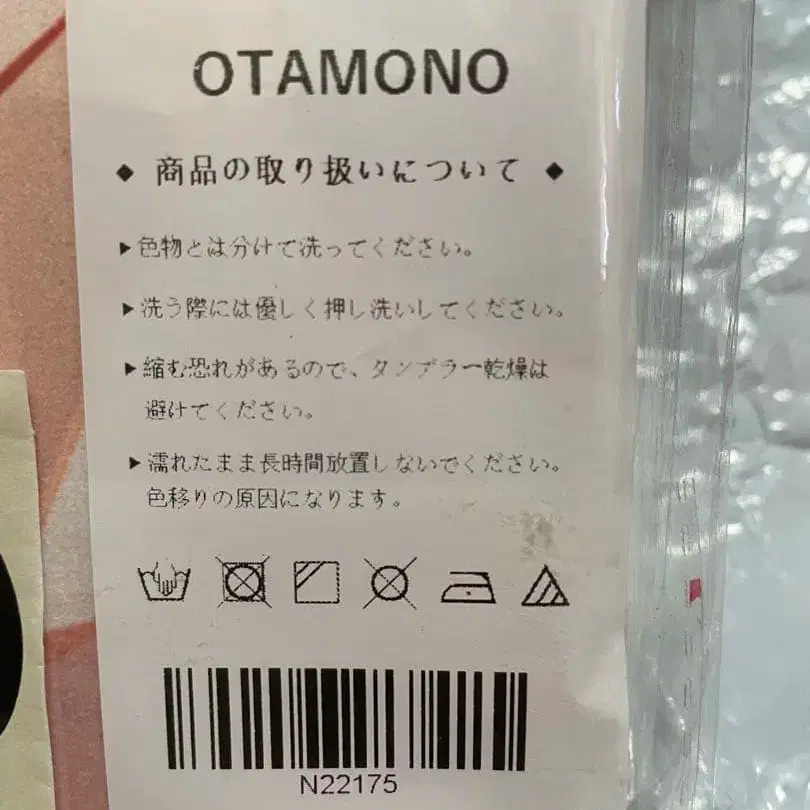 OTAMONO
◆ 商品の取り扱いについて ◆
▶色物とは分けて洗ってください。
▶洗う際には優しく押し洗いしてください。
▶縮む恐れがあるので、タンブラー乾燥は
避けてください。
▶濡れたまま長時間放置しないでください。
色移りの原因になります。
N22175